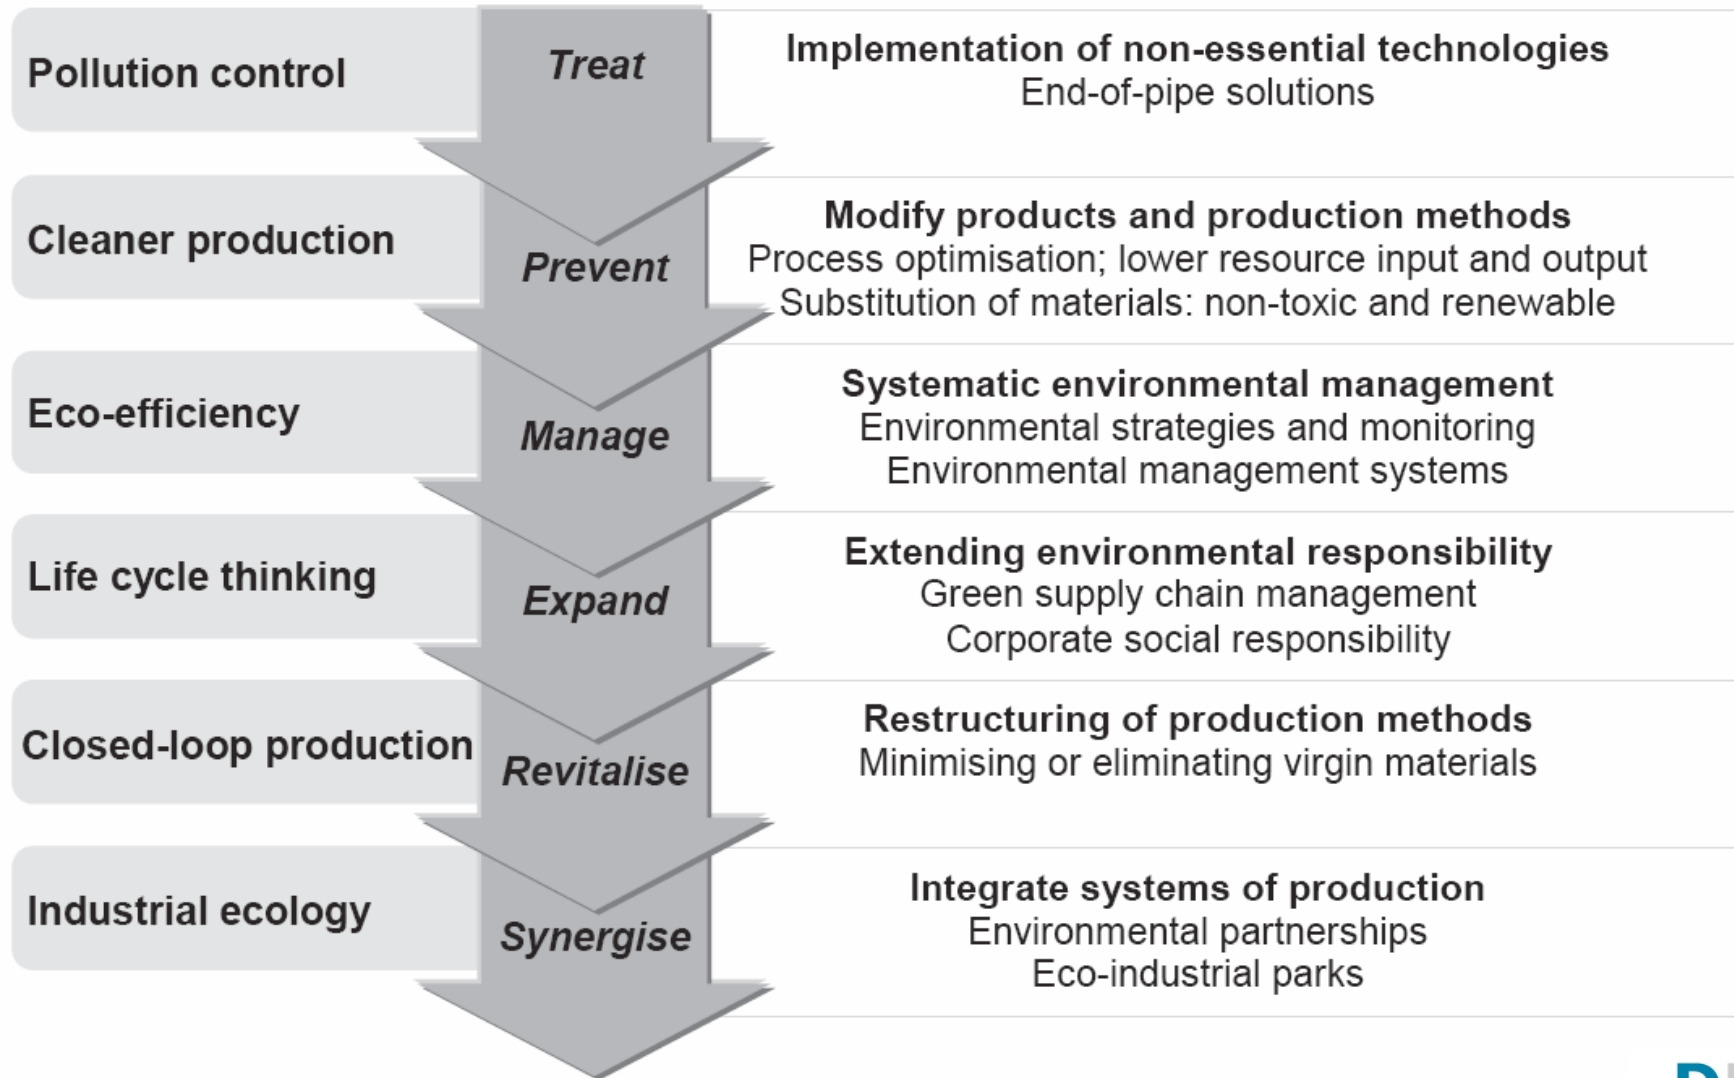 Pollution control
Treat
Implementation of non-essential technologies
End-of-pipe solutions
Cleaner production
Prevent
Modify products and production methods
Process optimisation; lower resource input and output
Substitution of materials: non-toxic and renewable
Eco-efficiency
Manage
Systematic environmental management
Environmental strategies and monitoring
Environmental management systems
Life cycle thinking
Expand
Extending environmental responsibility
Green supply chain management
Corporate social responsibility
Closed-loop production
Revitalise
Restructuring of production methods
Minimising or eliminating virgin materials
Industrial ecology
Synergise
Integrate systems of production
Environmental partnerships
Eco-industrial parks